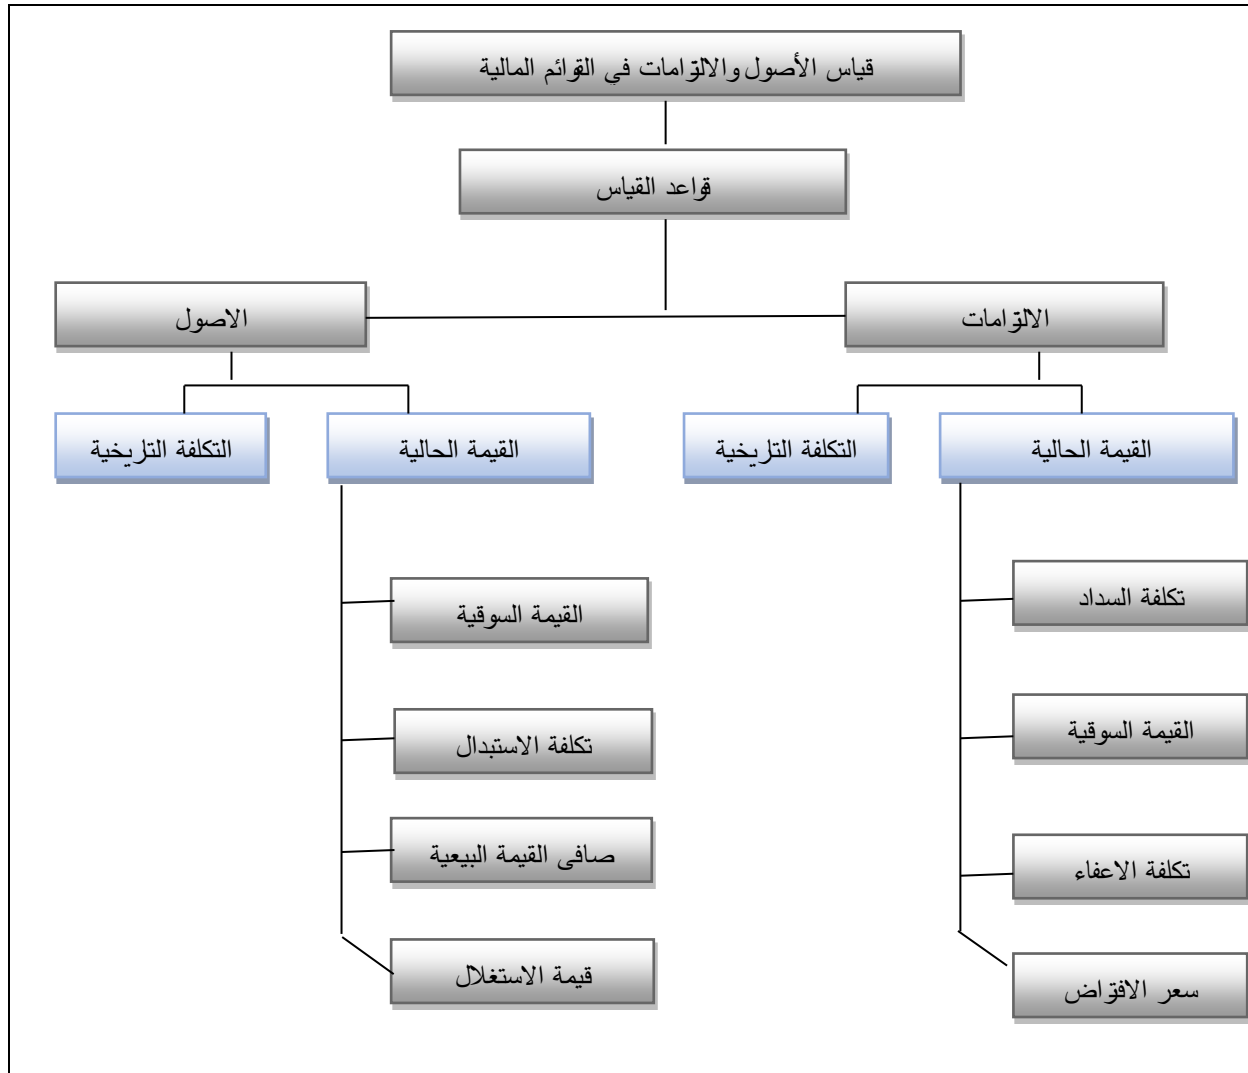 قياس الأصول والالتزامات في القوائم المالية
قواعد القياس
الالتزامات
الاصول
القيمة الحالية
التكلفة التاريخية
القيمة الحالية
التكلفة التاريخية
تكلفة السداد
القيمة السوقية
تكلفة الاعفاء
سعر الافتراض
القيمة السوقية
تكلفة الاستبدال
صافى القيمة البيعية
قيمة الاستغلال